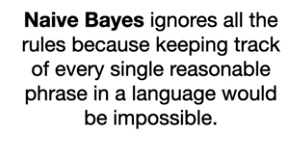 Naive Bayes ignores all the
rules because keeping track
of every single reasonable
phrase in a language would
be impossible.